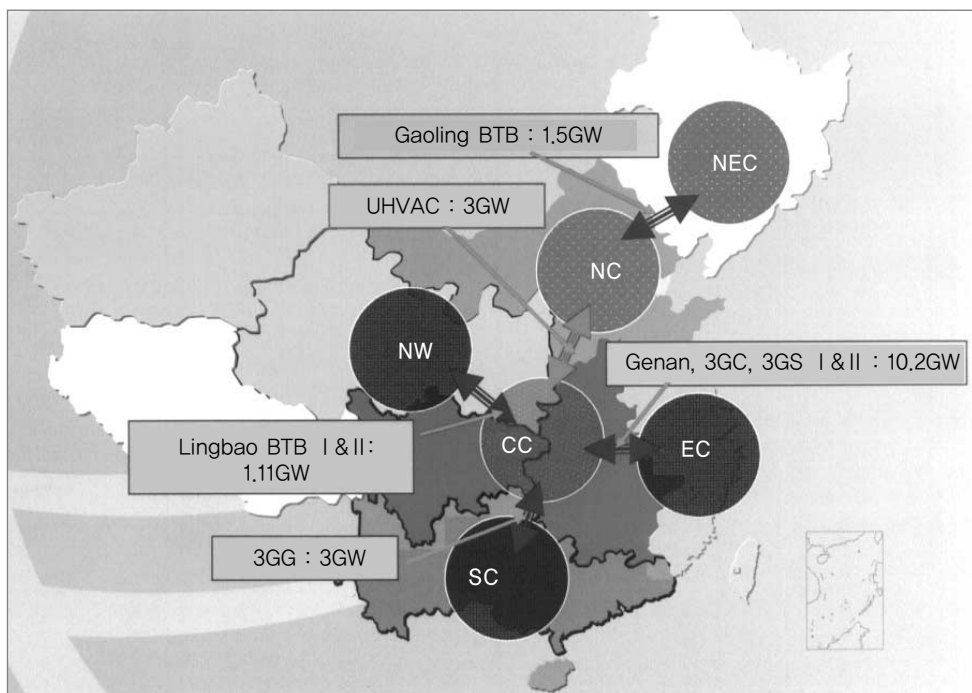 Gaoling BTB : 1.5GW
NEC
UHVAC : 3GW
NC
NW
Genan, 3GC, 3GS Ⅰ&Ⅱ : 10.2GW
CC
EC
Lingbao BTB Ⅰ&Ⅱ:
1.11GW
3GG : 3GW
SC